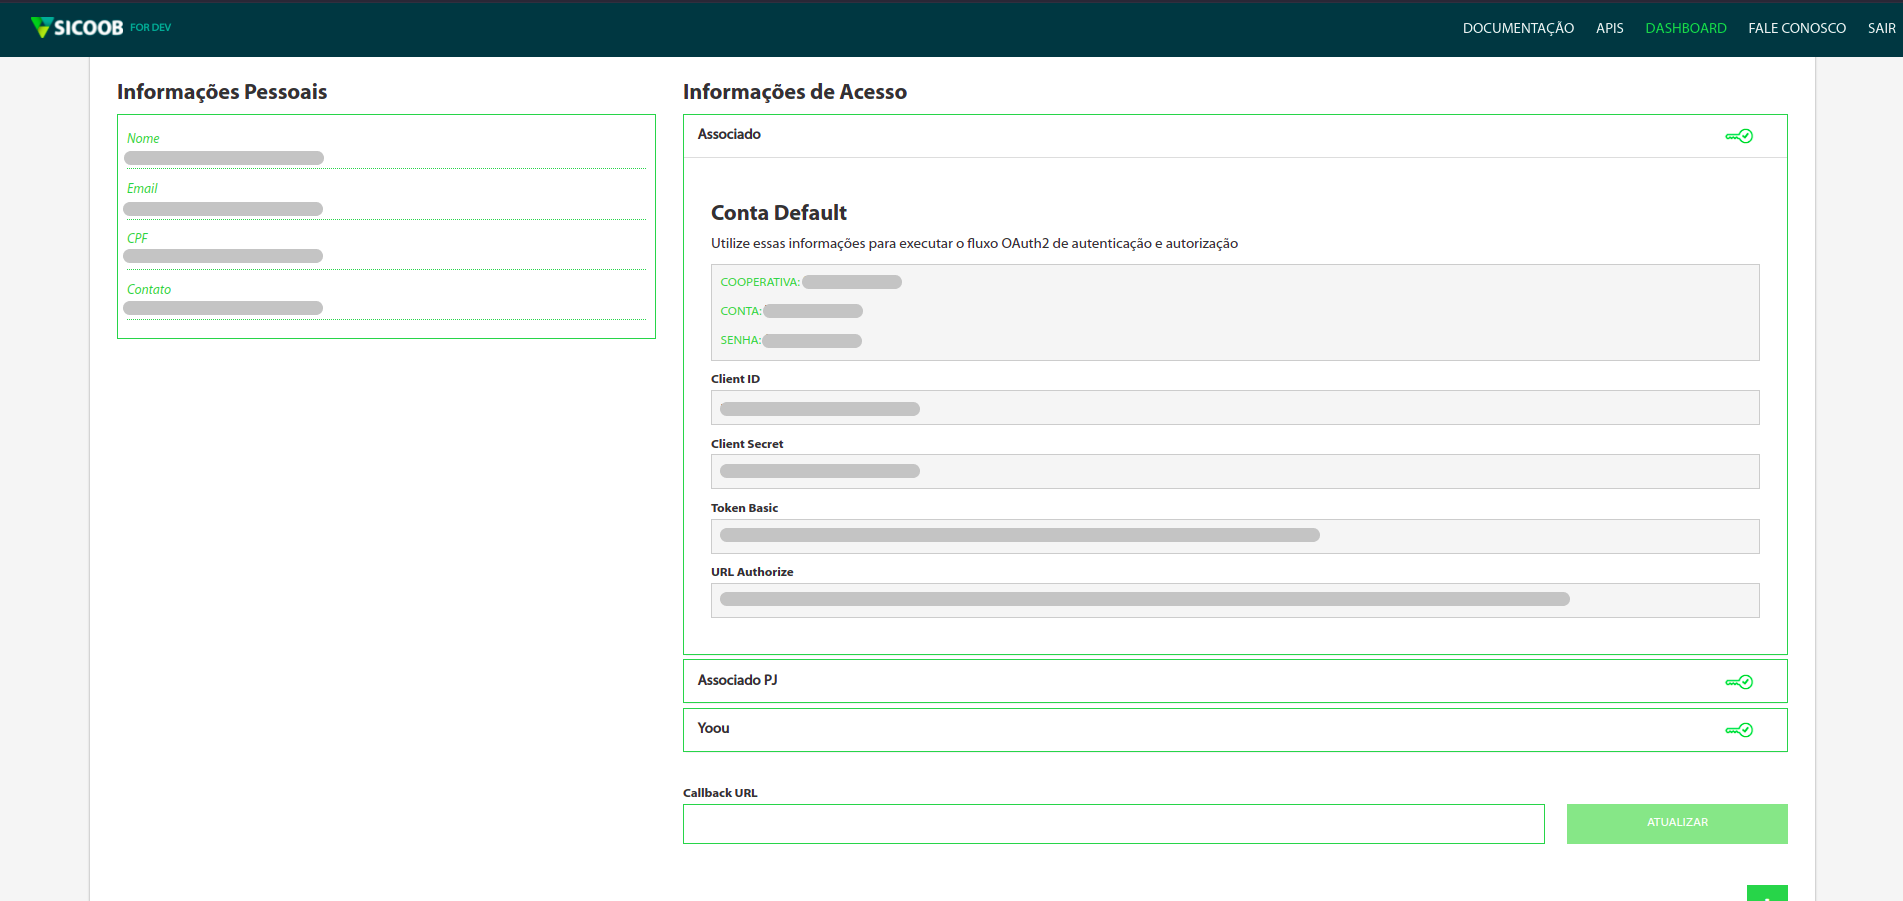 SICOOB FOR DEV
DOCUMENTAÇÃO APIS DASHBOARD FALE CONOSCO SAIR
Informações Pessoais
Nome
Email
CPF
Contato
Informações de Acesso
Associado
Conta Default
Utilize essas informações para executar o fluxo OAuth2 de autenticação e autorização
COOPERATIVA:
CONTA:
SENHA:
Client ID
Client Secret
Token Basic
URL Authorize
Associado PJ
Yoou
Callback URL
ATUALIZAR